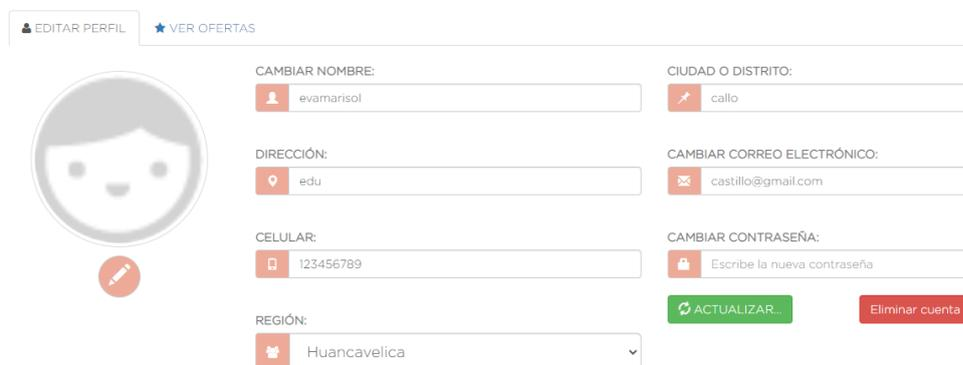 EDITAR PERFIL
VER OFERTAS
CAMBIAR NOMBRE:
evamarisol
DIRECCIÓN:
edu
CELULAR:
123456789
REGIÓN:
Huancavelica
CIUDAD O DISTRITO:
callo
CAMBIAR CORREO ELECTRÓNICO:
castillo@gmail.com
CAMBIAR CONTRASEÑA:
Escribe la nueva contraseña
ACTUALIZAR...
Eliminar cuenta